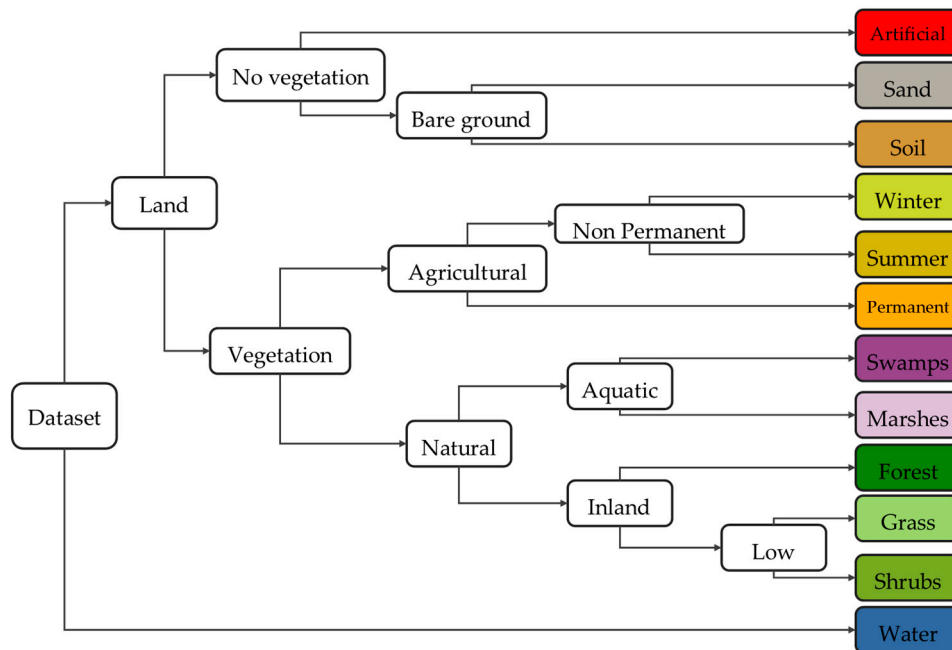 Artificial
No vegetation
Sand
Bare ground
Soil
Land
Winter
Non Permanent
Summer
Agricultural
Permanent
Vegetation
Swamps
Aquatic
Marshes
Dataset
Natural
Forest
Inland
Grass
Low
Shrubs
Water